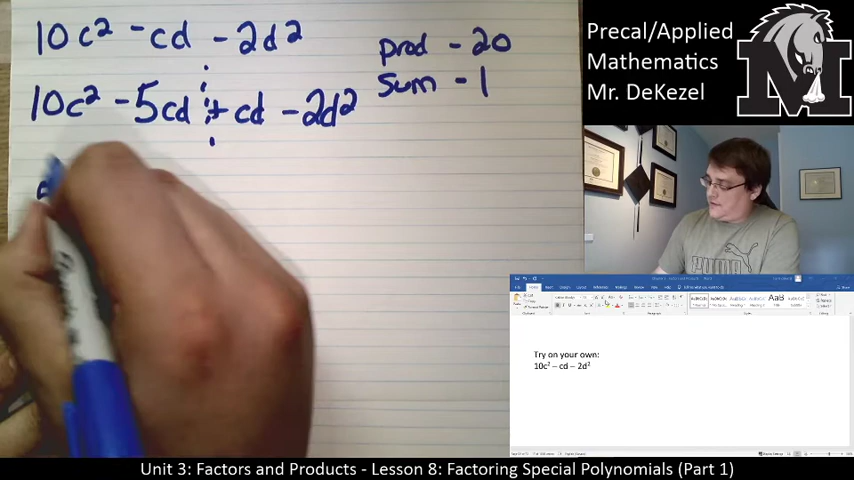 10c² - cd - 2d²
prod - 20
sum - 1
10c² - 5cd + cd - 2d²
Precal/Applied
Mathematics
Mr. DeKezel
M
PUMA
Try on your own:
10c² – cd – 2d²
Unit 3: Factors and Products - Lesson 8: Factoring Special Polynomials (Part 1)